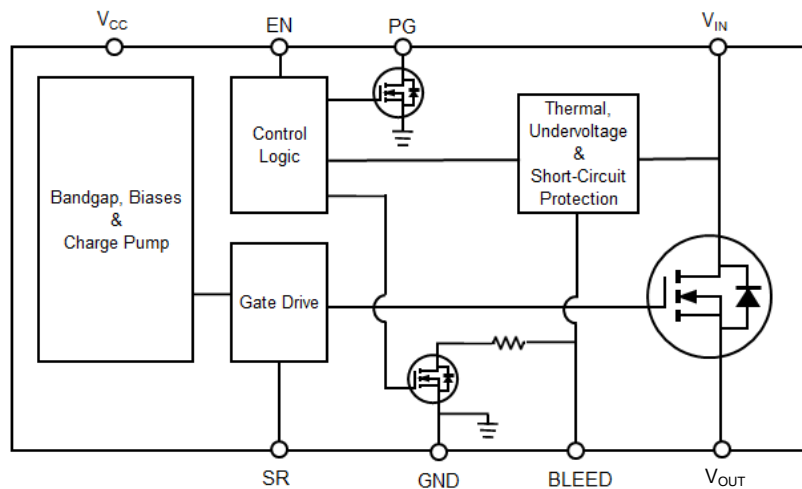 VCC
EN
PG
VIN
Control
Logic
Thermal,
Undervoltage
&
Short-Circuit
Protection
Bandgap, Biases
&
Charge Pump
Gate Drive
SR
GND
BLEED
VOUT